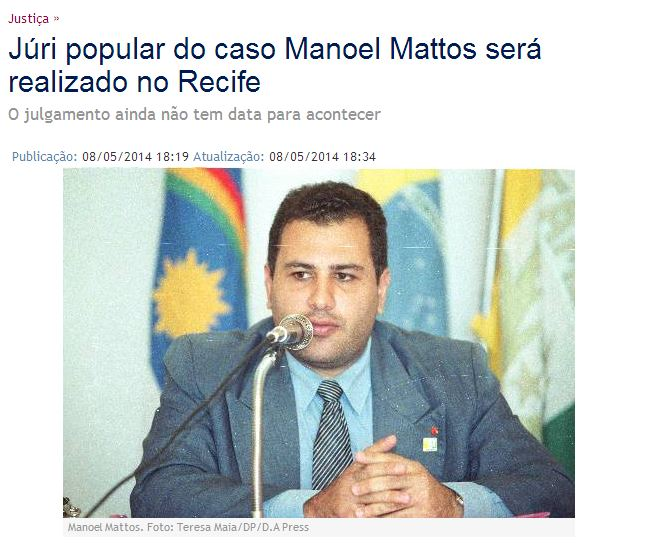 Justiça »
Júri popular do caso Manoel Mattos será
realizado no Recife
O julgamento ainda não tem data para acontecer
Publicação: 08/05/2014 18:19 Atualização: 08/05/2014 18:34
Manoel Mattos. Foto: Teresa Maia/DP/D.A Press